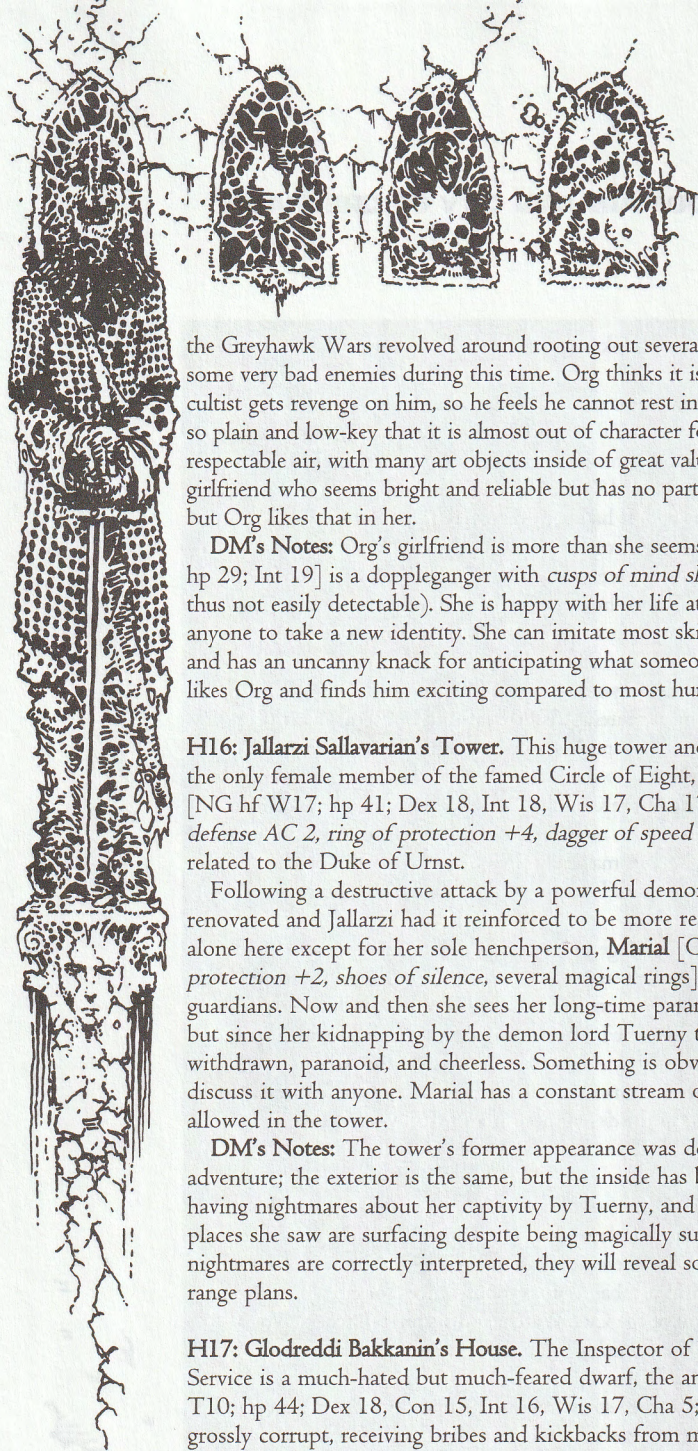 the Greyhawk Wars revolved around rooting out severa
some very bad enemies during this time. Org thinks it is
cultist gets revenge on him, so he feels he cannot rest in
so plain and low-key that it is almost out of character f
respectable air, with many art objects inside of great val
girlfriend who seems bright and reliable but has no part
but Org likes that in her.
DM's Notes: Org's girlfriend is more than she seems
hp 29; Int 19] is a doppleganger with cusps of mind s
thus not easily detectable). She is happy with her life at
anyone to take a new identity. She can imitate most ski
and has an uncanny knack for anticipating what someo
likes Org and finds him exciting compared to most hu
H16: Jallarzi Sallavarian's Tower. This huge tower and
the only female member of the famed Circle of Eight,
[NG hf W17; hp 41; Dex 18, Int 18, Wis 17, Cha 1
defense AC 2, ring of protection +4, dagger of speed
related to the Duke of Urnst.
Following a destructive attack by a powerful demo
renovated and Jallarzi had it reinforced to be more re
alone here except for her sole henchperson, Marial [
protection +2, shoes of silence, several magical rings]
guardians. Now and then she sees her long-time para
but since her kidnapping by the demon lord Tuerny t
withdrawn, paranoid, and cheerless. Something is obv
discuss it with anyone. Marial has a constant stream o
allowed in the tower.
DM's Notes: The tower's former appearance was de
adventure; the exterior is the same, but the inside has
having nightmares about her captivity by Tuerny, and
places she saw are surfacing despite being magically su
nightmares are correctly interpreted, they will reveal so
range plans.
H17: Glodreddi Bakkanin's House. The Inspector of
Service is a much-hated but much-feared dwarf, the ar
T10; hp 44; Dex 18, Con 15, Int 16, Wis 17, Cha 5;
grossly corrupt, receiving bribes and kickbacks from